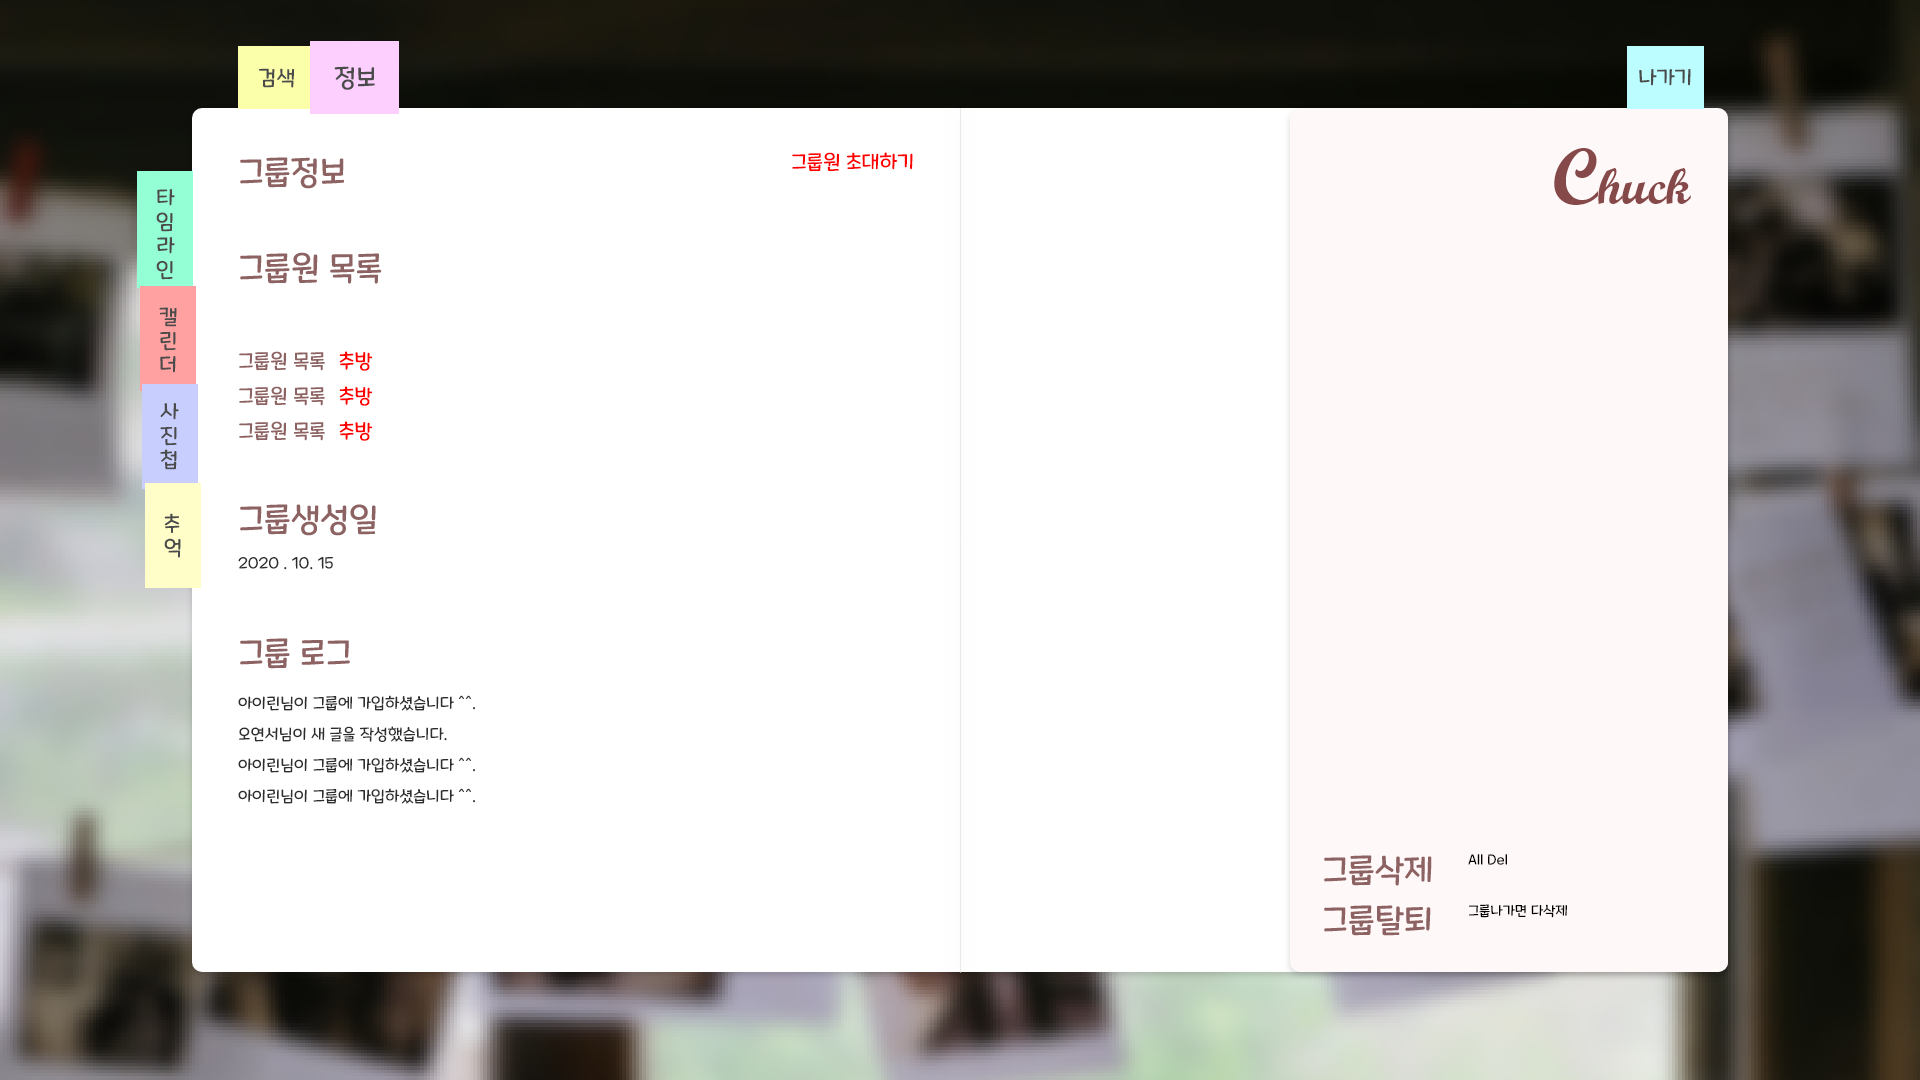 검색
정보
나가기
타임라인
캘린더
사진첩
추억
그룹정보
그룹원 초대하기
그룹원 목록
그룹원 목록 추방
그룹원 목록 추방
그룹원 목록 추방
그룹생성일
2020 . 10. 15
그룹 로그
아이린님이 그룹에 가입하셨습니다 ^^.
오연서님이 새 글을 작성했습니다.
아이린님이 그룹에 가입하셨습니다 ^^.
아이린님이 그룹에 가입하셨습니다 ^^.
Chuck
그룹삭제 All Del
그룹탈퇴 그룹나가면 다삭제